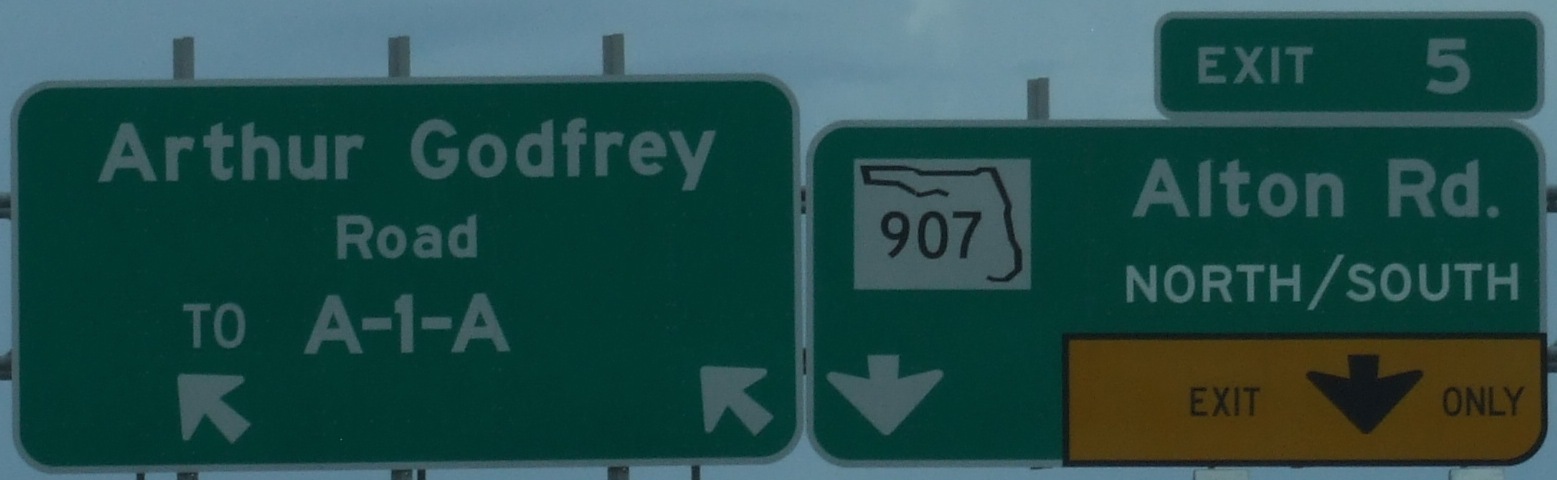 Arthur Godfrey
Road
TO A-1-A
EXIT 5
907
Alton Rd.
NORTH/SOUTH
EXIT ONLY